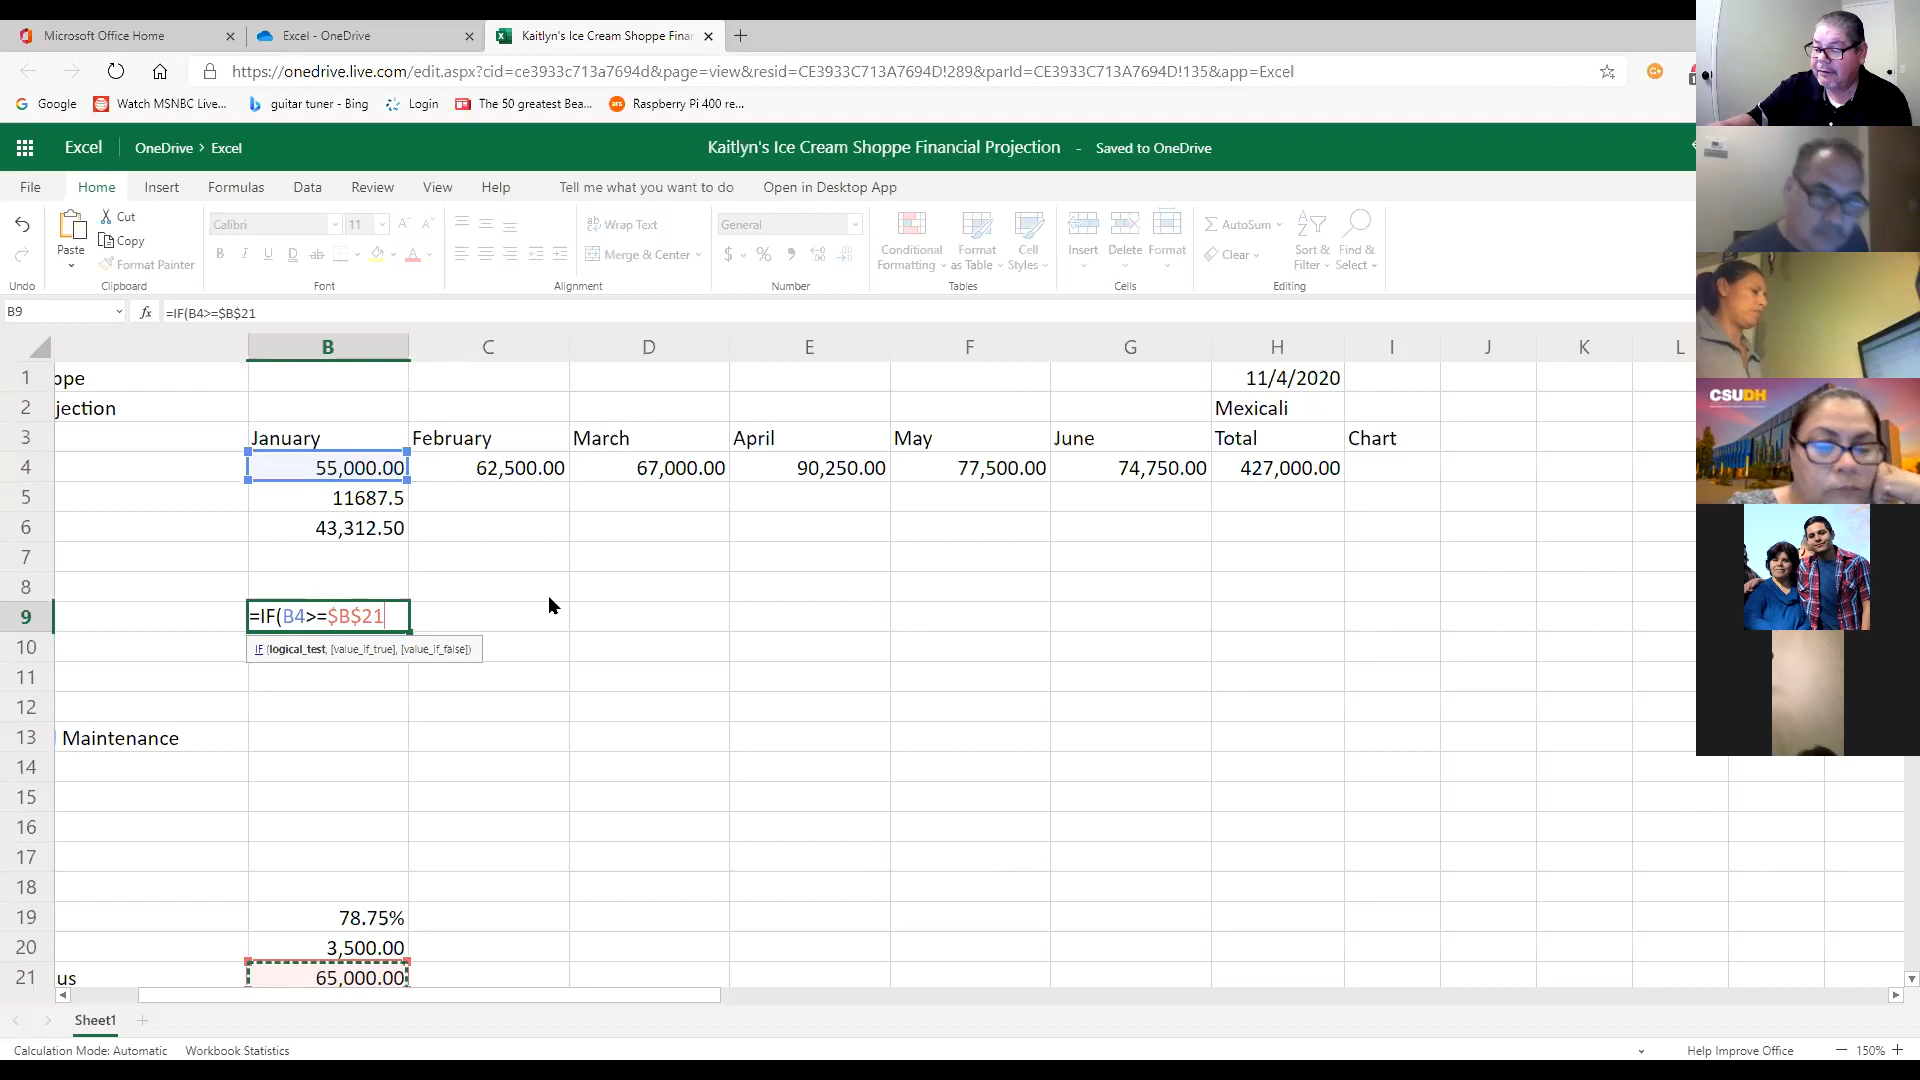 Microsoft Office Home
Excel - OneDrive
Kaitlyn's Ice Cream Shoppe Finar
https://onedrive.live.com/edit.aspx?cid=ce3933c713a7694d&page=view&resid=CE3933C713A7694D!289&parId=CE3933C713A7694D!135&app=Excel
Google Watch MSNBC Live... guitar tuner - Bing Login The 50 greatest Bea... Raspberry Pi 400 re...
Excel OneDrive > Excel Kaitlyn's Ice Cream Shoppe Financial Projection - Saved to OneDrive
File Home Insert Formulas Data Review View Help Tell me what you want to do Open in Desktop App
Paste Cut Copy Format Painter
Calibri 11
Wrap Text
Merge & Center
General
Conditional Formatting Format as Table Cell Styles
Insert Delete Format
AutoSum Clear Sort & Filter Find & Select
Undo Clipboard Font Alignment Number Tables Cells Editing
B9 fx =IF(B4>=$B$21
B C D E F G H I J K L
1 ppe 11/4/2020
2 jection Mexicali
3 January February March April May June Total Chart
4 55,000.00 62,500.00 67,000.00 90,250.00 77,500.00 74,750.00 427,000.00
5 11687.5
6 43,312.50
7
8
9 =IF(B4>=$B$21
IF (logical_test, [value_if_true], [value_if_false])
10
11
12
13 Maintenance
14
15
16
17
18
19 78.75%
20 3,500.00
21 us 65,000.00
Sheet1
Calculation Mode: Automatic Workbook Statistics Help Improve Office 150%
CSUDH